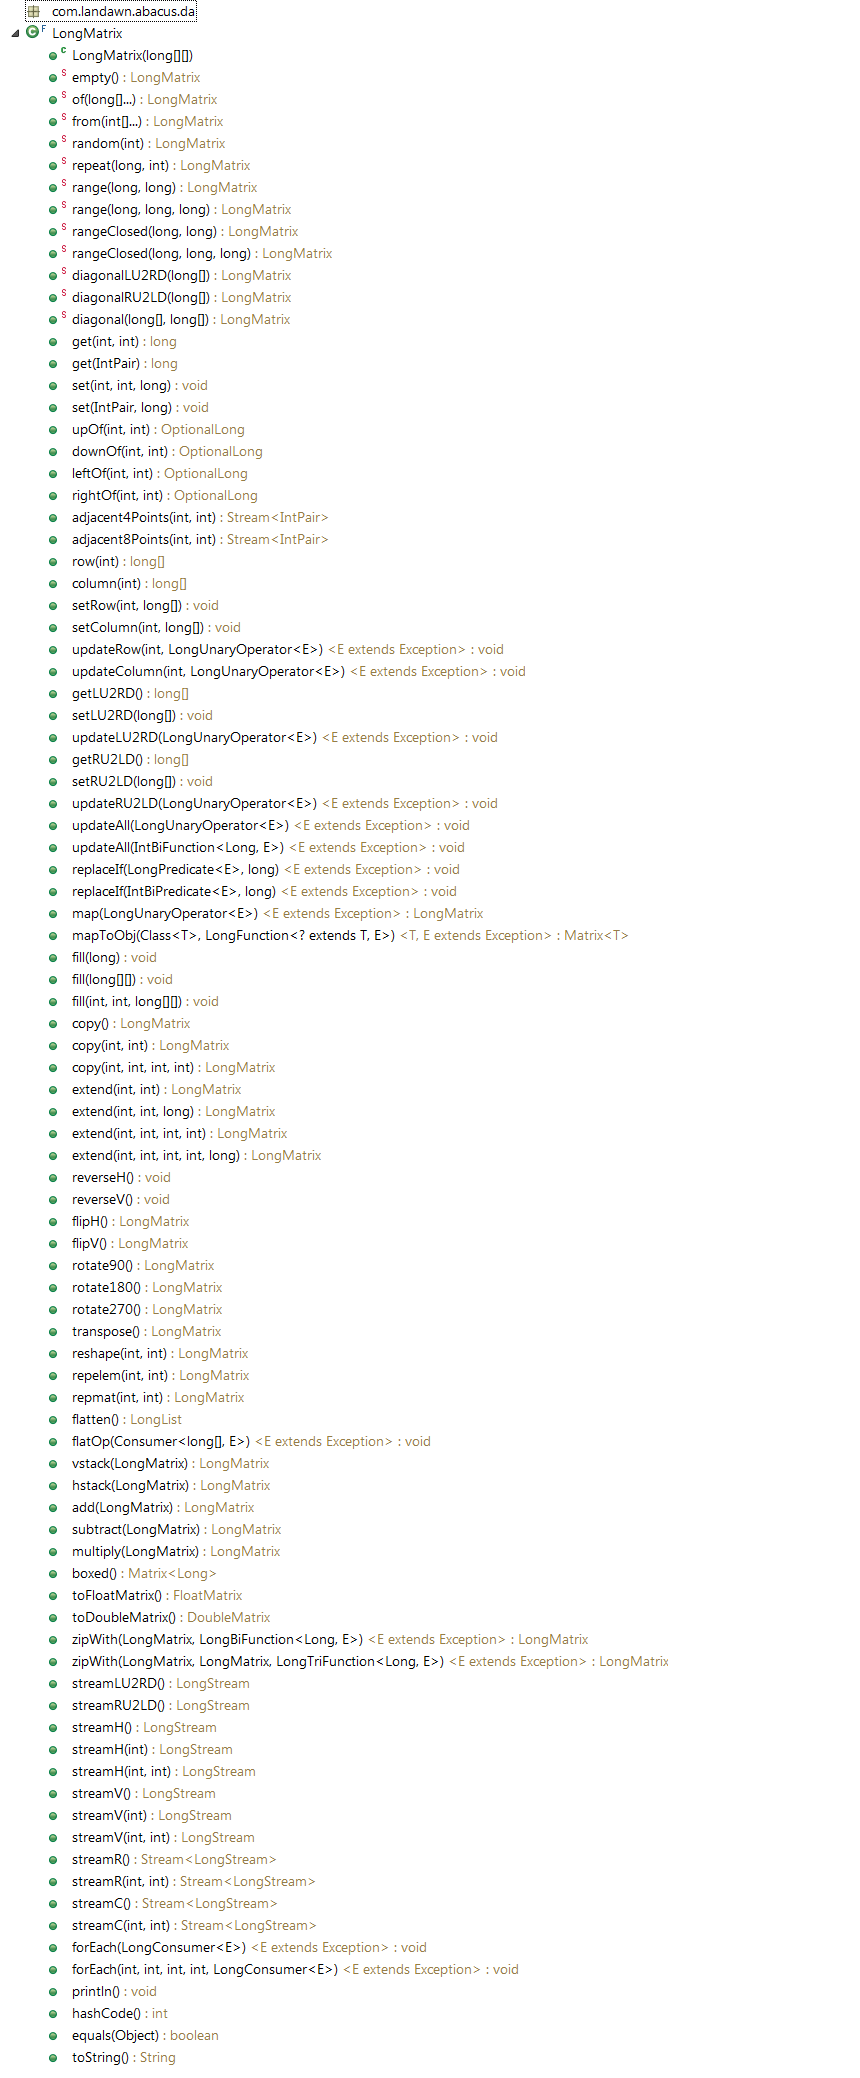 com.landawn.abacus.da
F LongMatrix
C LongMatrix(long[][])
S empty() : LongMatrix
S of(long[]...) : LongMatrix
S from(int[]...) : LongMatrix
S random(int) : LongMatrix
S repeat(long, int) : LongMatrix
S range(long, long) : LongMatrix
S range(long, long, long) : LongMatrix
S rangeClosed(long, long) : LongMatrix
S rangeClosed(long, long, long) : LongMatrix
S diagonalLU2RD(long[]) : LongMatrix
S diagonalRU2LD(long[]) : LongMatrix
S diagonal(long[], long[]) : LongMatrix
get(int, int) : long
get(IntPair) : long
set(int, int, long) : void
set(IntPair, long) : void
upOf(int, int) : OptionalLong
downOf(int, int) : OptionalLong
leftOf(int, int) : OptionalLong
rightOf(int, int) : OptionalLong
adjacent4Points(int, int) : Stream<IntPair>
adjacent8Points(int, int) : Stream<IntPair>
row(int) : long[]
column(int) : long[]
setRow(int, long[]) : void
setColumn(int, long[]) : void
updateRow(int, LongUnaryOperator<E>) <E extends Exception> : void
updateColumn(int, LongUnaryOperator<E>) <E extends Exception> : void
getLU2RD() : long[]
setLU2RD(long[]) : void
updateLU2RD(LongUnaryOperator<E>) <E extends Exception> : void
getRU2LD() : long[]
setRU2LD(long[]) : void
updateRU2LD(LongUnaryOperator<E>) <E extends Exception> : void
updateAll(LongUnaryOperator<E>) <E extends Exception> : void
updateAll(IntBiFunction<Long, E>) <E extends Exception> : void
replaceIf(LongPredicate<E>, long) <E extends Exception> : void
replaceIf(IntBiPredicate<E>, long) <E extends Exception> : void
map(LongUnaryOperator<E>) <E extends Exception> : LongMatrix
mapToObj(Class<T>, LongFunction<? extends T, E>) <T, E extends Exception> : Matrix<T>
fill(long) : void
fill(long[][]) : void
fill(int, int, long[][]) : void
copy() : LongMatrix
copy(int, int) : LongMatrix
copy(int, int, int, int) : LongMatrix
extend(int, int) : LongMatrix
extend(int, int, long) : LongMatrix
extend(int, int, int, int) : LongMatrix
extend(int, int, int, int, long) : LongMatrix
reverseH() : void
reverseV() : void
flipH() : LongMatrix
flipV() : LongMatrix
rotate90() : LongMatrix
rotate180() : LongMatrix
rotate270() : LongMatrix
transpose() : LongMatrix
reshape(int, int) : LongMatrix
repelem(int, int) : LongMatrix
repmat(int, int) : LongMatrix
flatten() : LongList
flatOp(Consumer<long[], E>) <E extends Exception> : void
vstack(LongMatrix) : LongMatrix
hstack(LongMatrix) : LongMatrix
add(LongMatrix) : LongMatrix
subtract(LongMatrix) : LongMatrix
multiply(LongMatrix) : LongMatrix
boxed() : Matrix<Long>
toFloatMatrix() : FloatMatrix
toDoubleMatrix() : DoubleMatrix
zipWith(LongMatrix, LongBiFunction<Long, E>) <E extends Exception> : LongMatrix
zipWith(LongMatrix, LongMatrix, LongTriFunction<Long, E>) <E extends Exception> : LongMatrix
streamLU2RD() : LongStream
streamRU2LD() : LongStream
streamH() : LongStream
streamH(int) : LongStream
streamH(int, int) : LongStream
streamV() : LongStream
streamV(int) : LongStream
streamV(int, int) : LongStream
streamR() : Stream<LongStream>
streamR(int, int) : Stream<LongStream>
streamC() : Stream<LongStream>
streamC(int, int) : Stream<LongStream>
forEach(LongConsumer<E>) <E extends Exception> : void
forEach(int, int, int, int, LongConsumer<E>) <E extends Exception> : void
println() : void
hashCode() : int
equals(Object) : boolean
toString() : String